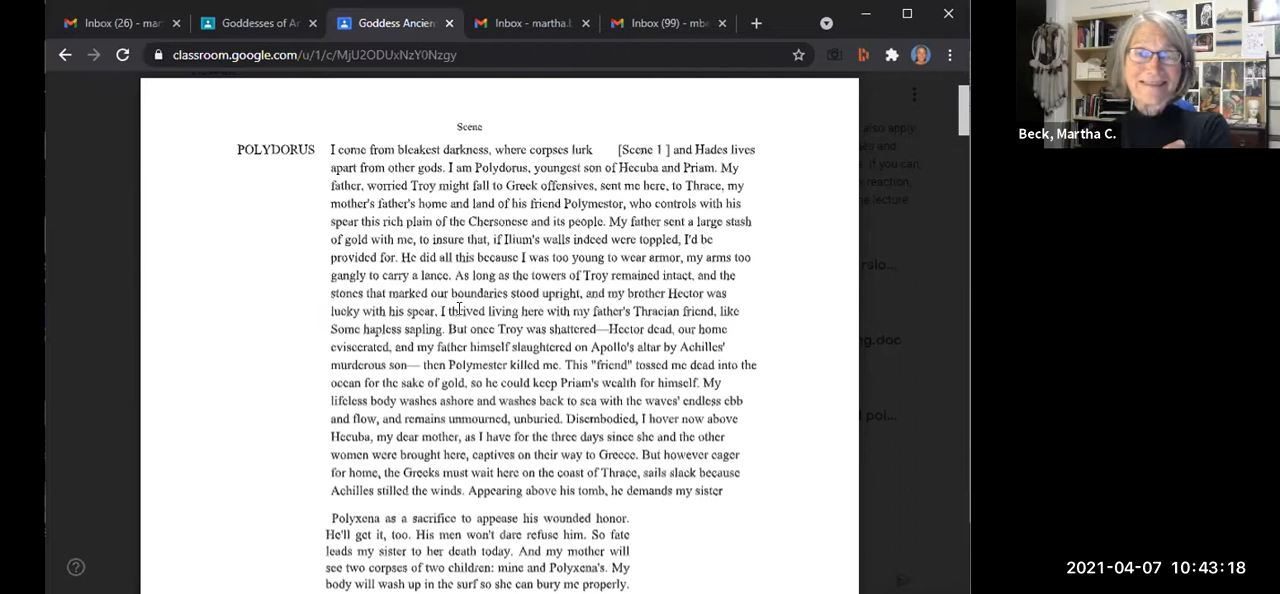 Inbox (26) - mar
Goddesses of Ar
Goddess Ancien
Inbox - martha.l
Inbox (99) - mbe
classroom.google.com/u/1/c/MjU2ODUxNzY0Nzgy
Beck, Martha C.
Scene
POLYDORUS I come from bleakest darkness, where corpses lurk [Scene 1 ] and Hades lives
apart from other gods. I am Polydorus, youngest son of Hecuba and Priam. My
father, worried Troy might fall to Greek offensives, sent me here, to Thrace, my
mother's father's home and land of his friend Polymestor, who controls with his
spear this rich plain of the Chersonese and its people. My father sent a large stash
of gold with me, to insure that, if Ilium's walls indeed were toppled, I'd be
provided for. He did all this because I was too young to wear armor, my arms too
gangly to carry a lance. As long as the towers of Troy remained intact, and the
stones that marked our boundaries stood upright, and my brother Hector was
lucky with his spear, I thrived living here with my father's Thracian friend, like
Some hapless sapling. But once Troy was shattered—Hector dead, our home
eviscerated, and my father himself slaughtered on Apollo's altar by Achilles'
murderous son— then Polymester killed me. This "friend" tossed me dead into the
ocean for the sake of gold, so he could keep Priam's wealth for himself. My
lifeless body washes ashore and washes back to sea with the waves' endless ebb
and flow, and remains unmourned, unburied. Disembodied, I hover now above
Hecuba, my dear mother, as I have for the three days since she and the other
women were brought here, captives on their way to Greece. But however eager
for home, the Greeks must wait here on the coast of Thrace, sails slack because
Achilles stilled the winds. Appearing above his tomb, he demands my sister
Polyxena as a sacrifice to appease his wounded honor.
He'll get it, too. His men won't dare refuse him. So fate
leads my sister to her death today. And my mother will
see two corpses of two children: mine and Polyxena's. My
body will wash up in the surf so she can bury me properly.
also apply
s and
if you can,
reaction,
e lecture
rsio...
ng.doc
l poi...
2021-04-07 10:43:18